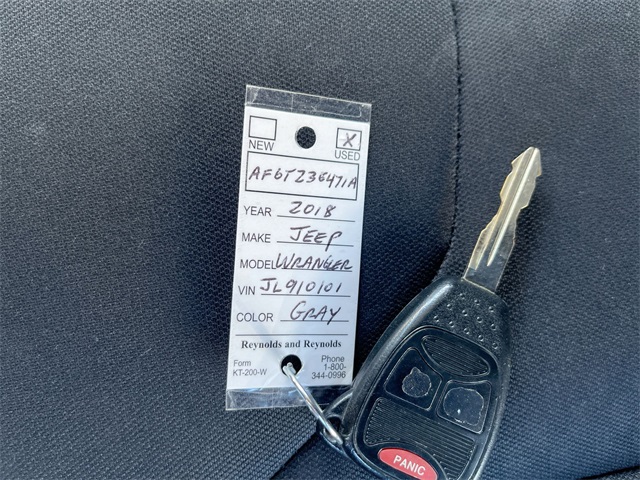 NEW
X
USED
AF6TZ36471A
YEAR 2018
MAKE JEEP
MODEL WRANGLER
VIN JL910101
COLOR GRAY
Reynolds and Reynolds
Form
KT-200-W
Phone
1-800-
344-0996
PANIC